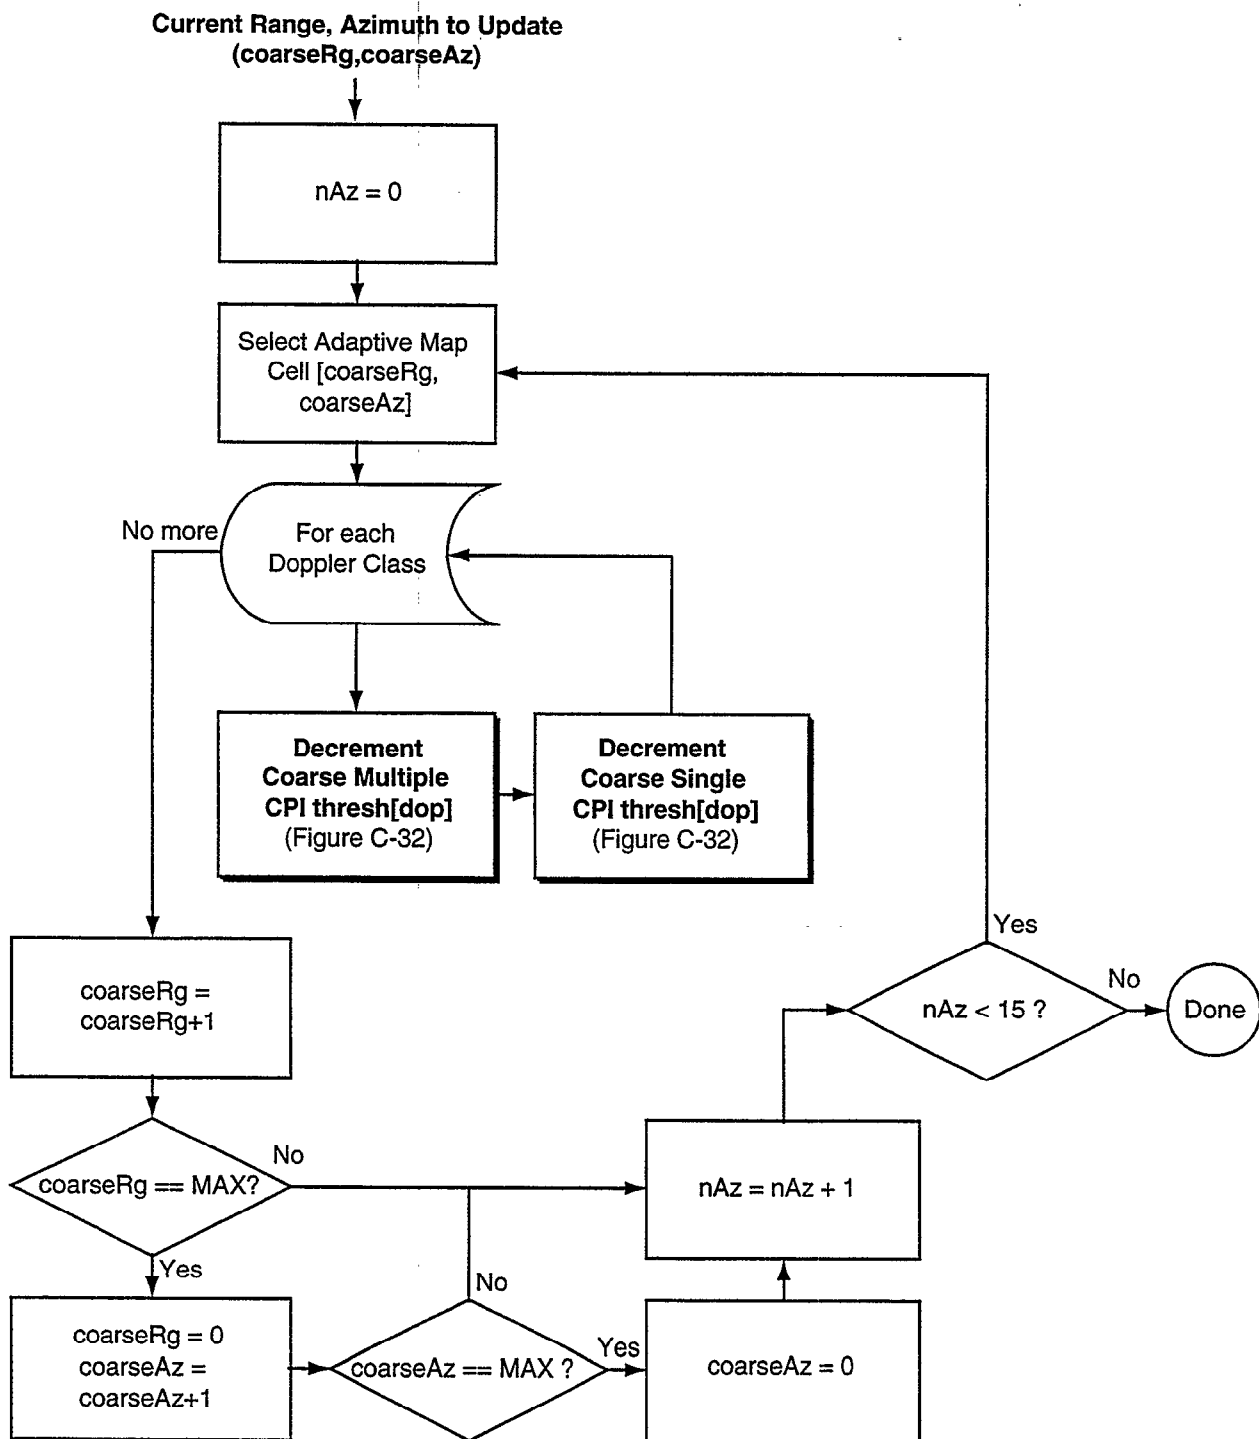 Current Range, Azimuth to Update
(coarseRg,coarseAz)
nAz = 0
Select Adaptive Map
Cell [coarseRg,
coarseAz]
No more
For each
Doppler Class
Decrement
Coarse Multiple
CPI thresh[dop]
(Figure C-32)
Decrement
Coarse Single
CPI thresh[dop]
(Figure C-32)
coarseRg =
coarseRg+1
Yes
nAz < 15 ?
No
Done
coarseRg == MAX?
No
nAz = nAz + 1
Yes
coarseRg = 0
coarseAz =
coarseAz+1
No
coarseAz == MAX ?
Yes
coarseAz = 0